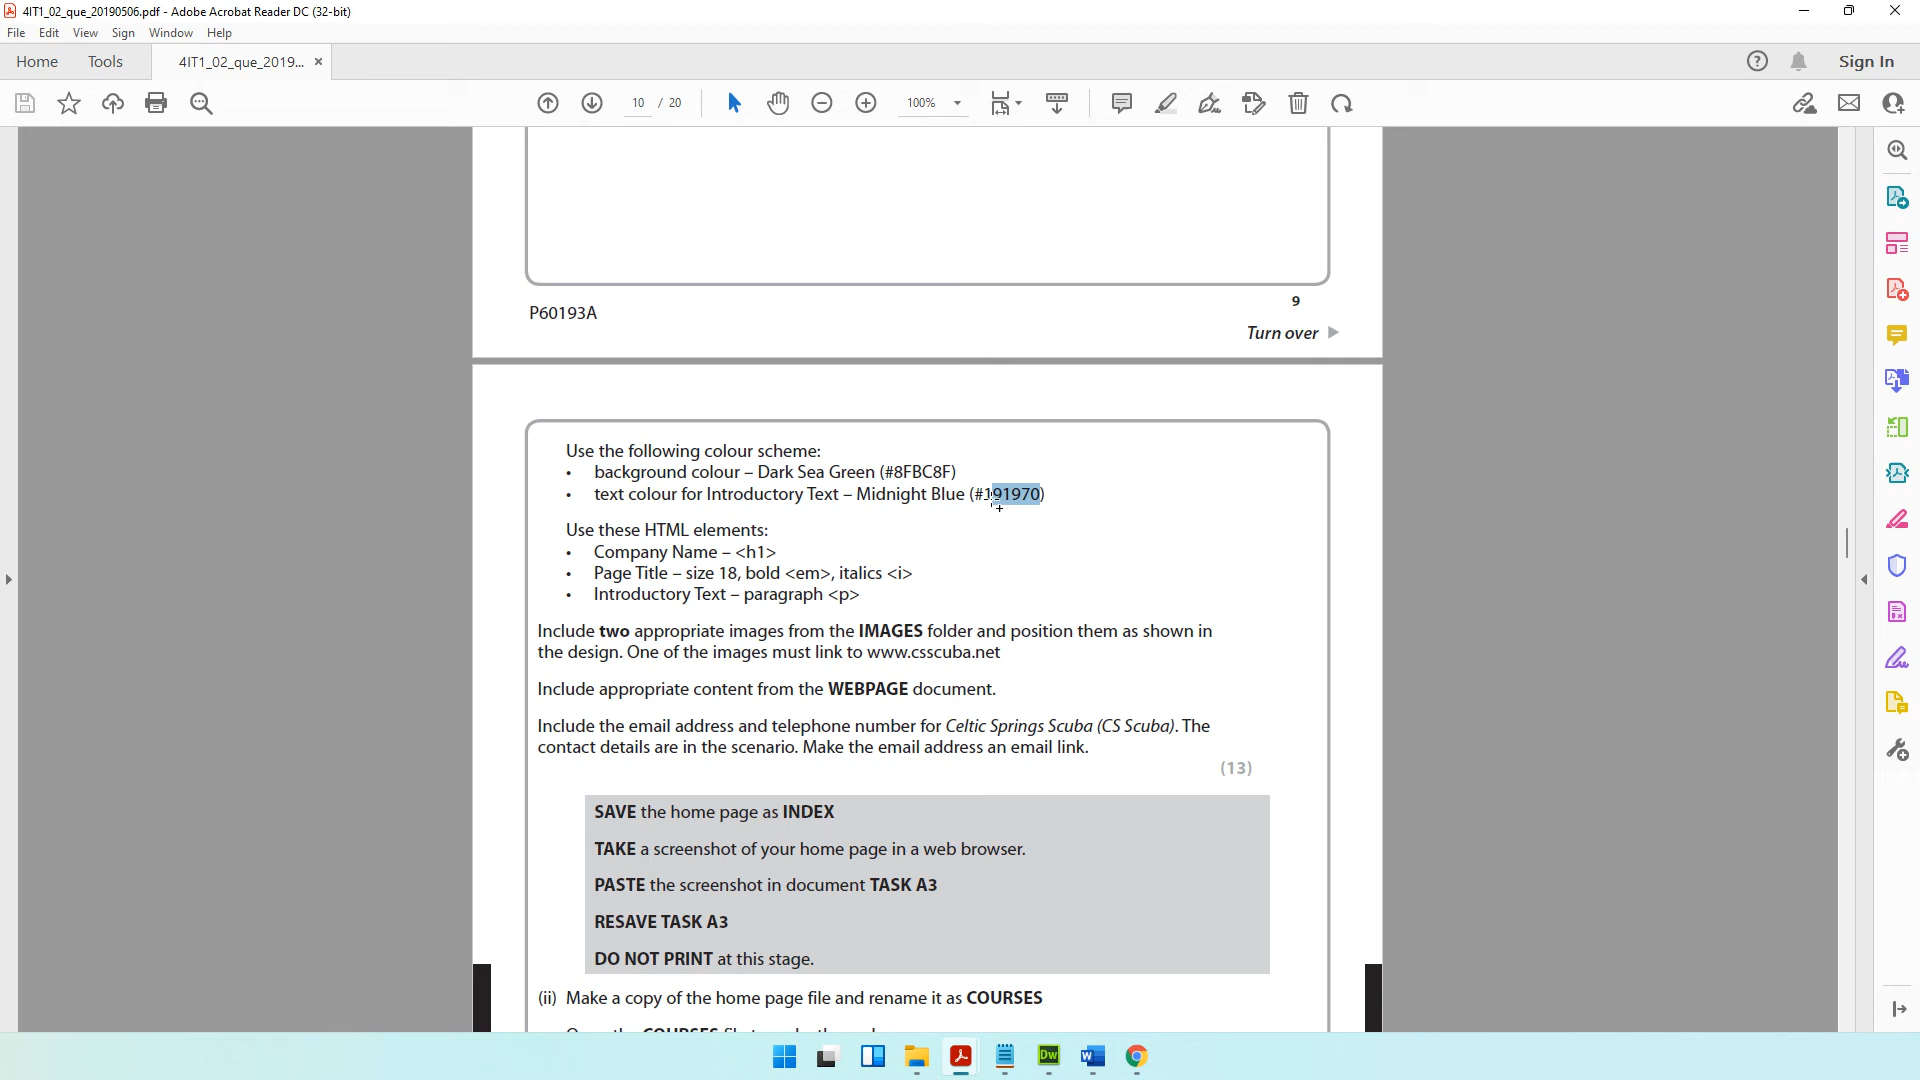 4IT1_02_que_20190506.pdf - Adobe Acrobat Reader DC (32-bit)
File Edit View Sign Window Help
Home Tools 4IT1_02_que_2019... × Sign In
10 / 20 100%
P60193A
9
Turn over
Use the following colour scheme:
• background colour – Dark Sea Green (#8FBC8F)
• text colour for Introductory Text – Midnight Blue (#191970)
Use these HTML elements:
• Company Name – <h1>
• Page Title – size 18, bold <em>, italics <i>
• Introductory Text – paragraph <p>
Include two appropriate images from the IMAGES folder and position them as shown in
the design. One of the images must link to www.csscuba.net
Include appropriate content from the WEBPAGE document.
Include the email address and telephone number for Celtic Springs Scuba (CS Scuba). The
contact details are in the scenario. Make the email address an email link.
(13)
SAVE the home page as INDEX
TAKE a screenshot of your home page in a web browser.
PASTE the screenshot in document TASK A3
RESAVE TASK A3
DO NOT PRINT at this stage.
(ii) Make a copy of the home page file and rename it as COURSES
Dw